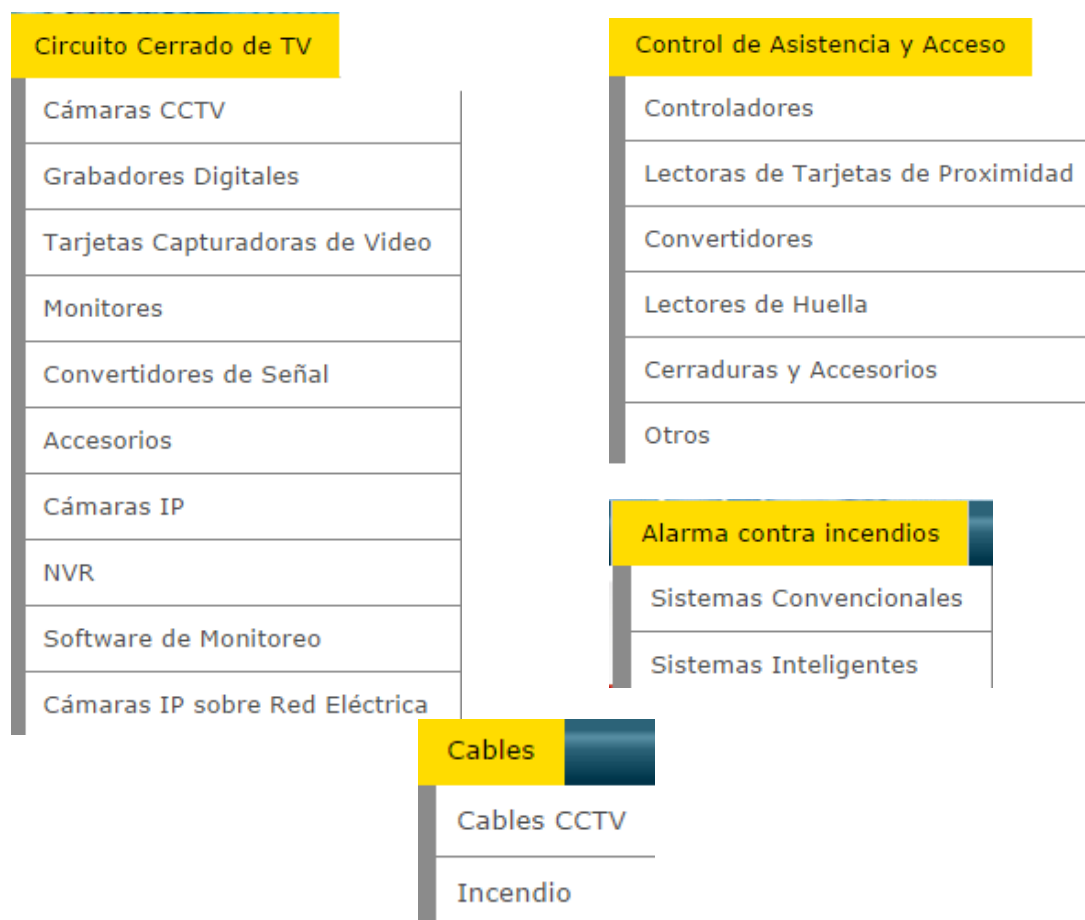 Circuito Cerrado de TV
Cámaras CCTV
Grabadores Digitales
Tarjetas Capturadoras de Video
Monitores
Convertidores de Señal
Accesorios
Cámaras IP
NVR
Software de Monitoreo
Cámaras IP sobre Red Eléctrica
Control de Asistencia y Acceso
Controladores
Lectoras de Tarjetas de Proximidad
Convertidores
Lectores de Huella
Cerraduras y Accesorios
Otros
Alarma contra incendios
Sistemas Convencionales
Sistemas Inteligentes
Cables
Cables CCTV
Incendio